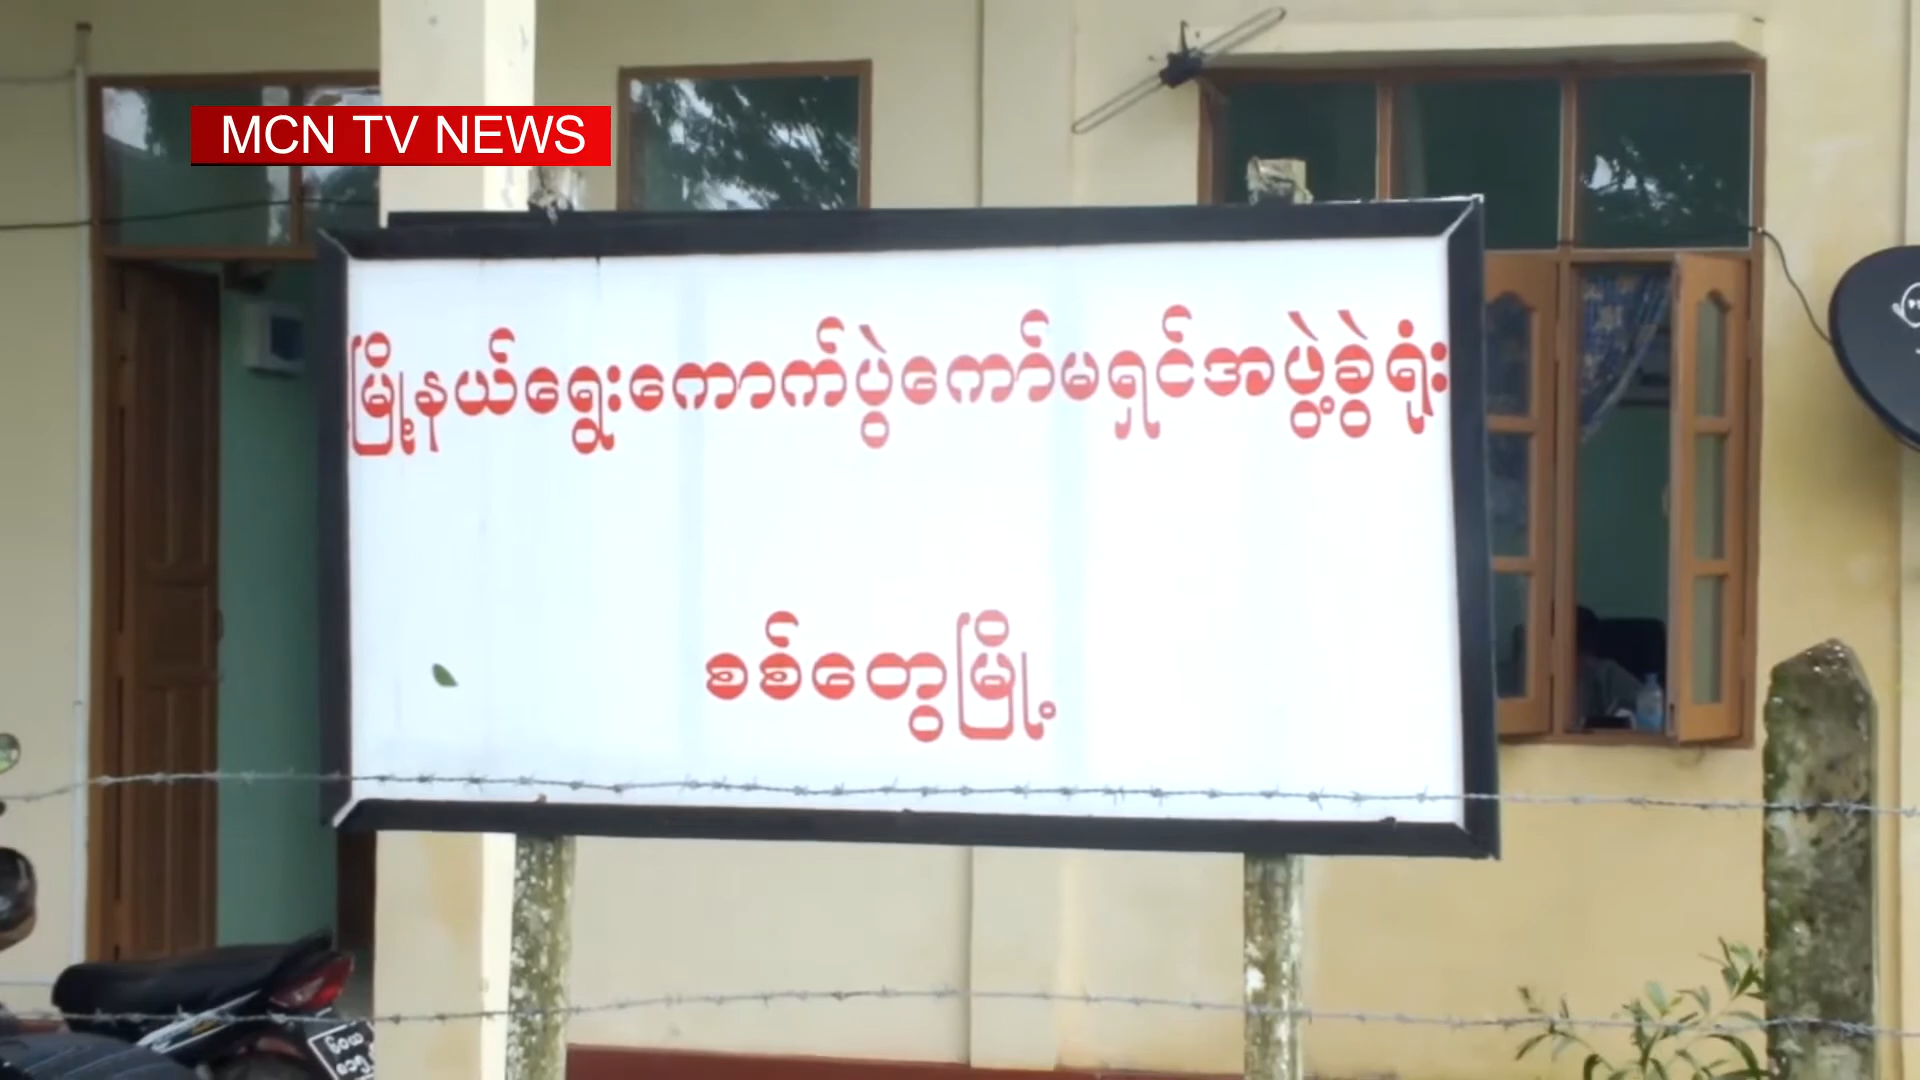 MCN TV NEWS
မြို့နယ်ရွေးကောက်ပွဲကော်မရှင်အဖွဲ့ခွဲရုံး
စစ်တွေမြို့